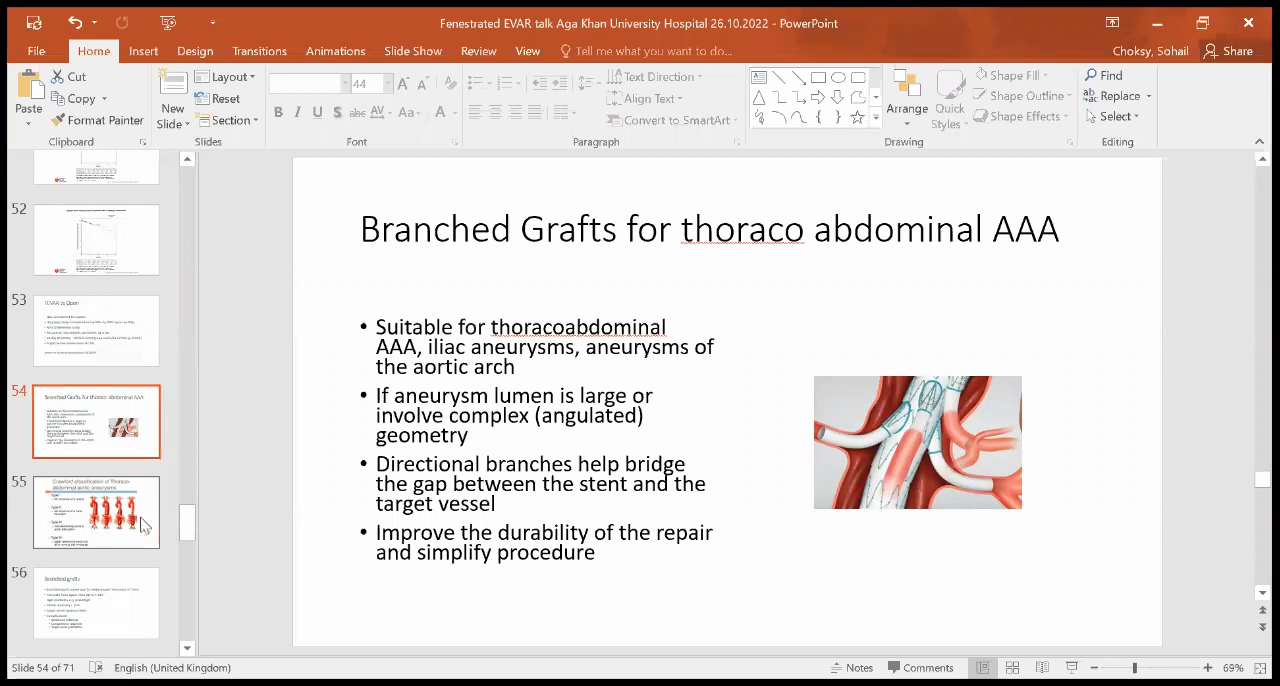 Fenestrated EVAR talk Aga Khan University Hospital 26.10.2022 - PowerPoint
File Home Insert Design Transitions Animations Slide Show Review View Tell me what you want to do... Choksy, Sohail Share
Paste
Cut
Copy
Format Painter
Clipboard
New
Slide
Layout
Reset
Section
Slides
44
B I U S abc AV Aa A
Font
Text Direction
Align Text
Convert to SmartArt
Paragraph
Arrange
Quick
Styles
Shape Fill
Shape Outline
Shape Effects
Drawing
Find
Replace
Select
Editing
52
53
54
Branched Grafts for thoraco abdominal AAA
55
Crawford classification of Thoraco-
abdominal aortic aneurysms
56
Branched grafts
Branched Grafts for thoraco abdominal AAA
• Suitable for thoracoabdominal
AAA, iliac aneurysms, aneurysms of
the aortic arch
• If aneurysm lumen is large or
involve complex (angulated)
geometry
• Directional branches help bridge
the gap between the stent and the
target vessel
• Improve the durability of the repair
and simplify procedure
Slide 54 of 71 English (United Kingdom) Notes Comments 69%